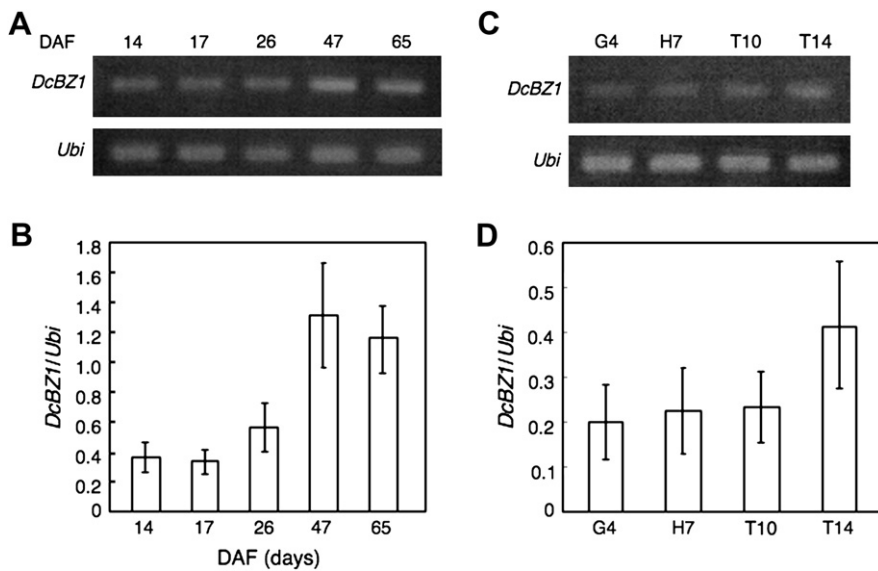 A
DAF 14 17 26 47 65
DcBZ1
Ubi
B
1.8
1.6
1.4
1.2
1.0
0.8
0.6
0.4
0.2
0
DcBZ1/Ubi
14 17 26 47 65
DAF (days)
C
G4 H7 T10 T14
DcBZ1
Ubi
D
0.6
0.5
0.4
0.3
0.2
0.1
0
DcBZ1/Ubi
G4 H7 T10 T14